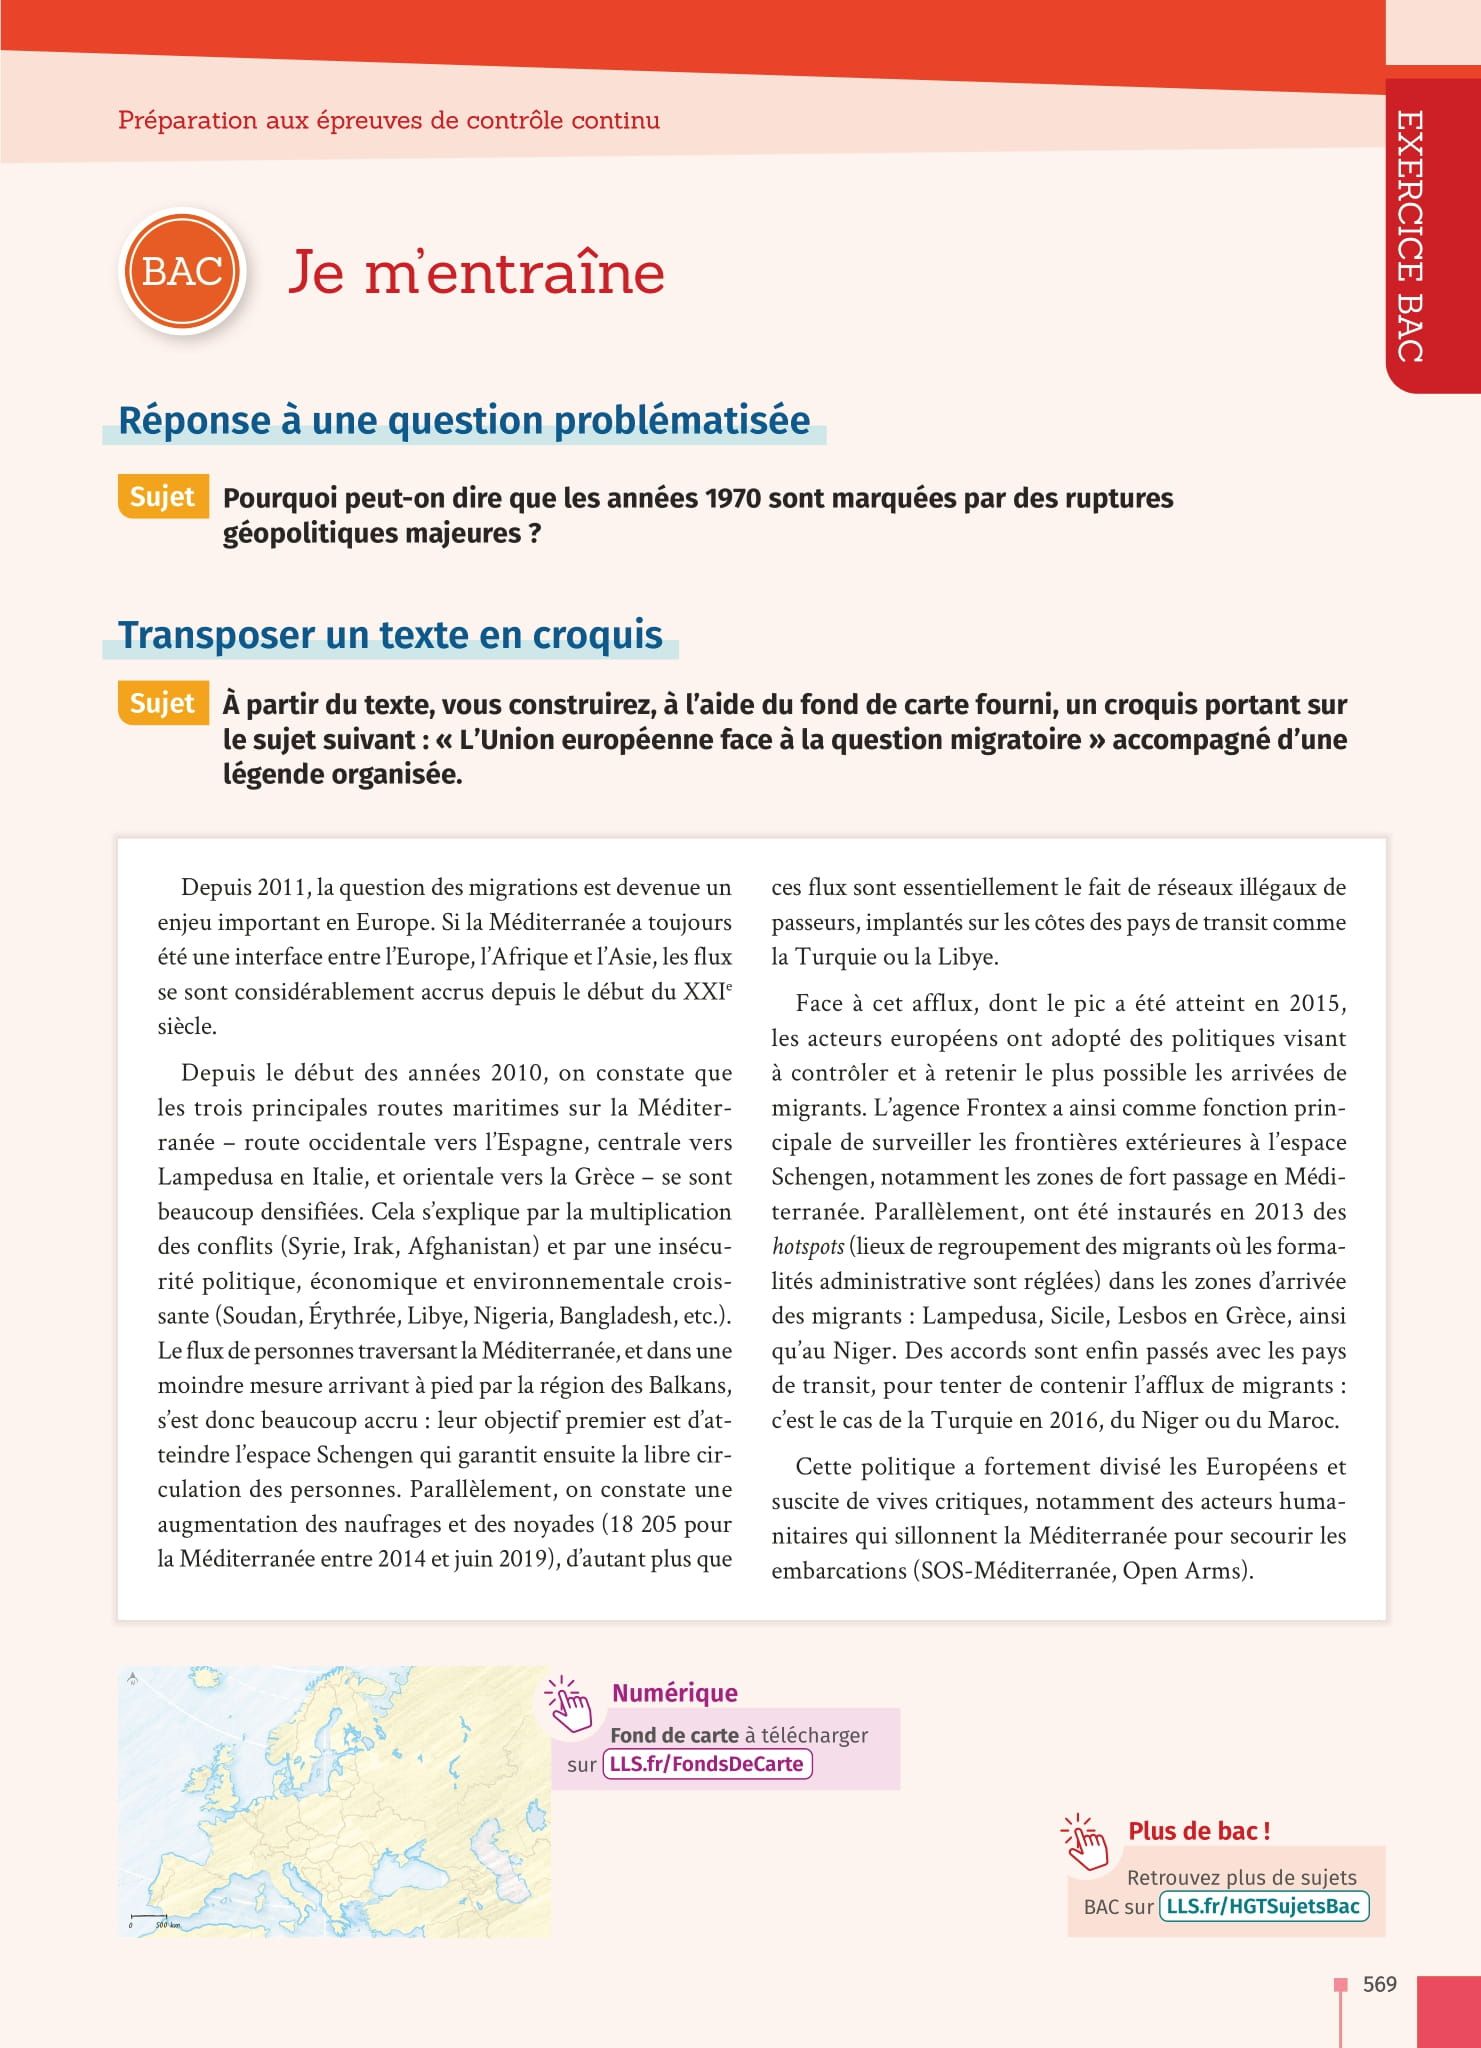 Préparation aux épreuves de contrôle continu
EXERCICE BAC
BAC
Je m'entraîne
Réponse à une question problématisée
Sujet
Pourquoi peut-on dire que les années 1970 sont marquées par des ruptures
géopolitiques majeures ?
Transposer un texte en croquis
Sujet
À partir du texte, vous construirez, à l'aide du fond de carte fourni, un croquis portant sur
le sujet suivant : « L'Union européenne face à la question migratoire » accompagné d'une
légende organisée.
Depuis 2011, la question des migrations est devenue un
enjeu important en Europe. Si la Méditerranée a toujours
été une interface entre l'Europe, l'Afrique et l'Asie, les flux
se sont considérablement accrus depuis le début du XXIe
siècle.
Depuis le début des années 2010, on constate que
les trois principales routes maritimes sur la Méditer-
ranée – route occidentale vers l'Espagne, centrale vers
Lampedusa en Italie, et orientale vers la Grèce – se sont
beaucoup densifiées. Cela s'explique par la multiplication
des conflits (Syrie, Irak, Afghanistan) et par une insécu-
rité politique, économique et environnementale crois-
sante (Soudan, Érythrée, Libye, Nigeria, Bangladesh, etc.).
Le flux de personnes traversant la Méditerranée, et dans une
moindre mesure arrivant à pied par la région des Balkans,
s'est donc beaucoup accru : leur objectif premier est d'at-
teindre l'espace Schengen qui garantit ensuite la libre cir-
culation des personnes. Parallèlement, on constate une
augmentation des naufrages et des noyades (18 205 pour
la Méditerranée entre 2014 et juin 2019), d'autant plus que
ces flux sont essentiellement le fait de réseaux illégaux de
passeurs, implantés sur les côtes des pays de transit comme
la Turquie ou la Libye.
Face à cet afflux, dont le pic a été atteint en 2015,
les acteurs européens ont adopté des politiques visant
à contrôler et à retenir le plus possible les arrivées de
migrants. L'agence Frontex a ainsi comme fonction prin-
cipale de surveiller les frontières extérieures à l'espace
Schengen, notamment les zones de fort passage en Médi-
terranée. Parallèlement, ont été instaurés en 2013 des
hotspots (lieux de regroupement des migrants où les forma-
lités administrative sont réglées) dans les zones d'arrivée
des migrants : Lampedusa, Sicile, Lesbos en Grèce, ainsi
qu'au Niger. Des accords sont enfin passés avec les pays
de transit, pour tenter de contenir l'afflux de migrants :
c'est le cas de la Turquie en 2016, du Niger ou du Maroc.
Cette politique a fortement divisé les Européens et
suscite de vives critiques, notamment des acteurs huma-
nitaires qui sillonnent la Méditerranée pour secourir les
embarcations (SOS-Méditerranée, Open Arms).
N
0 500 km
Numérique
Fond de carte à télécharger
sur LLS.fr/FondsDeCarte
Plus de bac !
Retrouvez plus de sujets
BAC sur LLS.fr/HGTSujetsBac
569